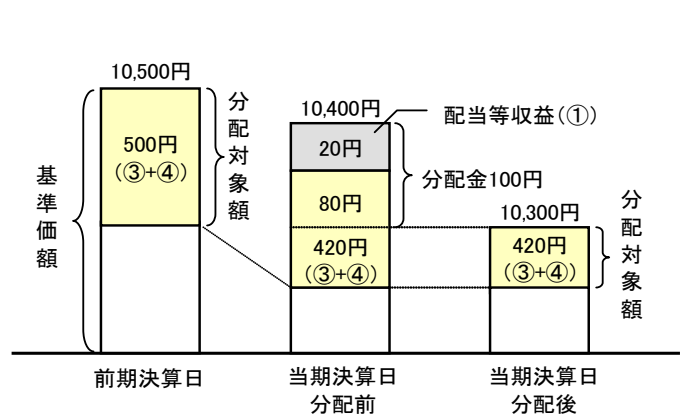 10,500円
500円
(③+④)
分配対象額
基準価額
10,400円
配当等収益(①)
20円
分配金100円
80円
420円
(③+④)
10,300円
420円
(③+④)
分配対象額
前期決算日
当期決算日
分配前
当期決算日
分配後